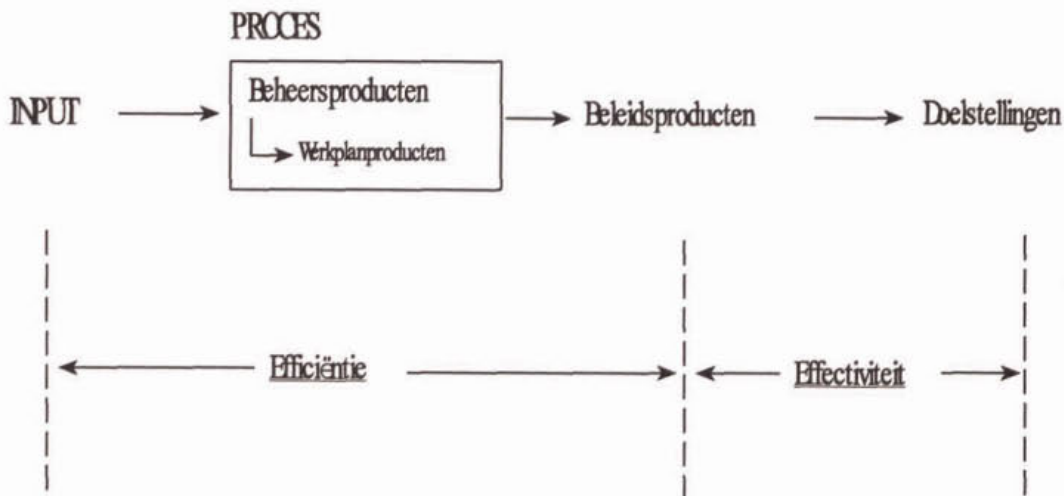 PROCES
INPUT
Beheersproducten
Werkplanproducten
Beleidsproducten
Doelstellingen
Efficiëntie
Effectiviteit